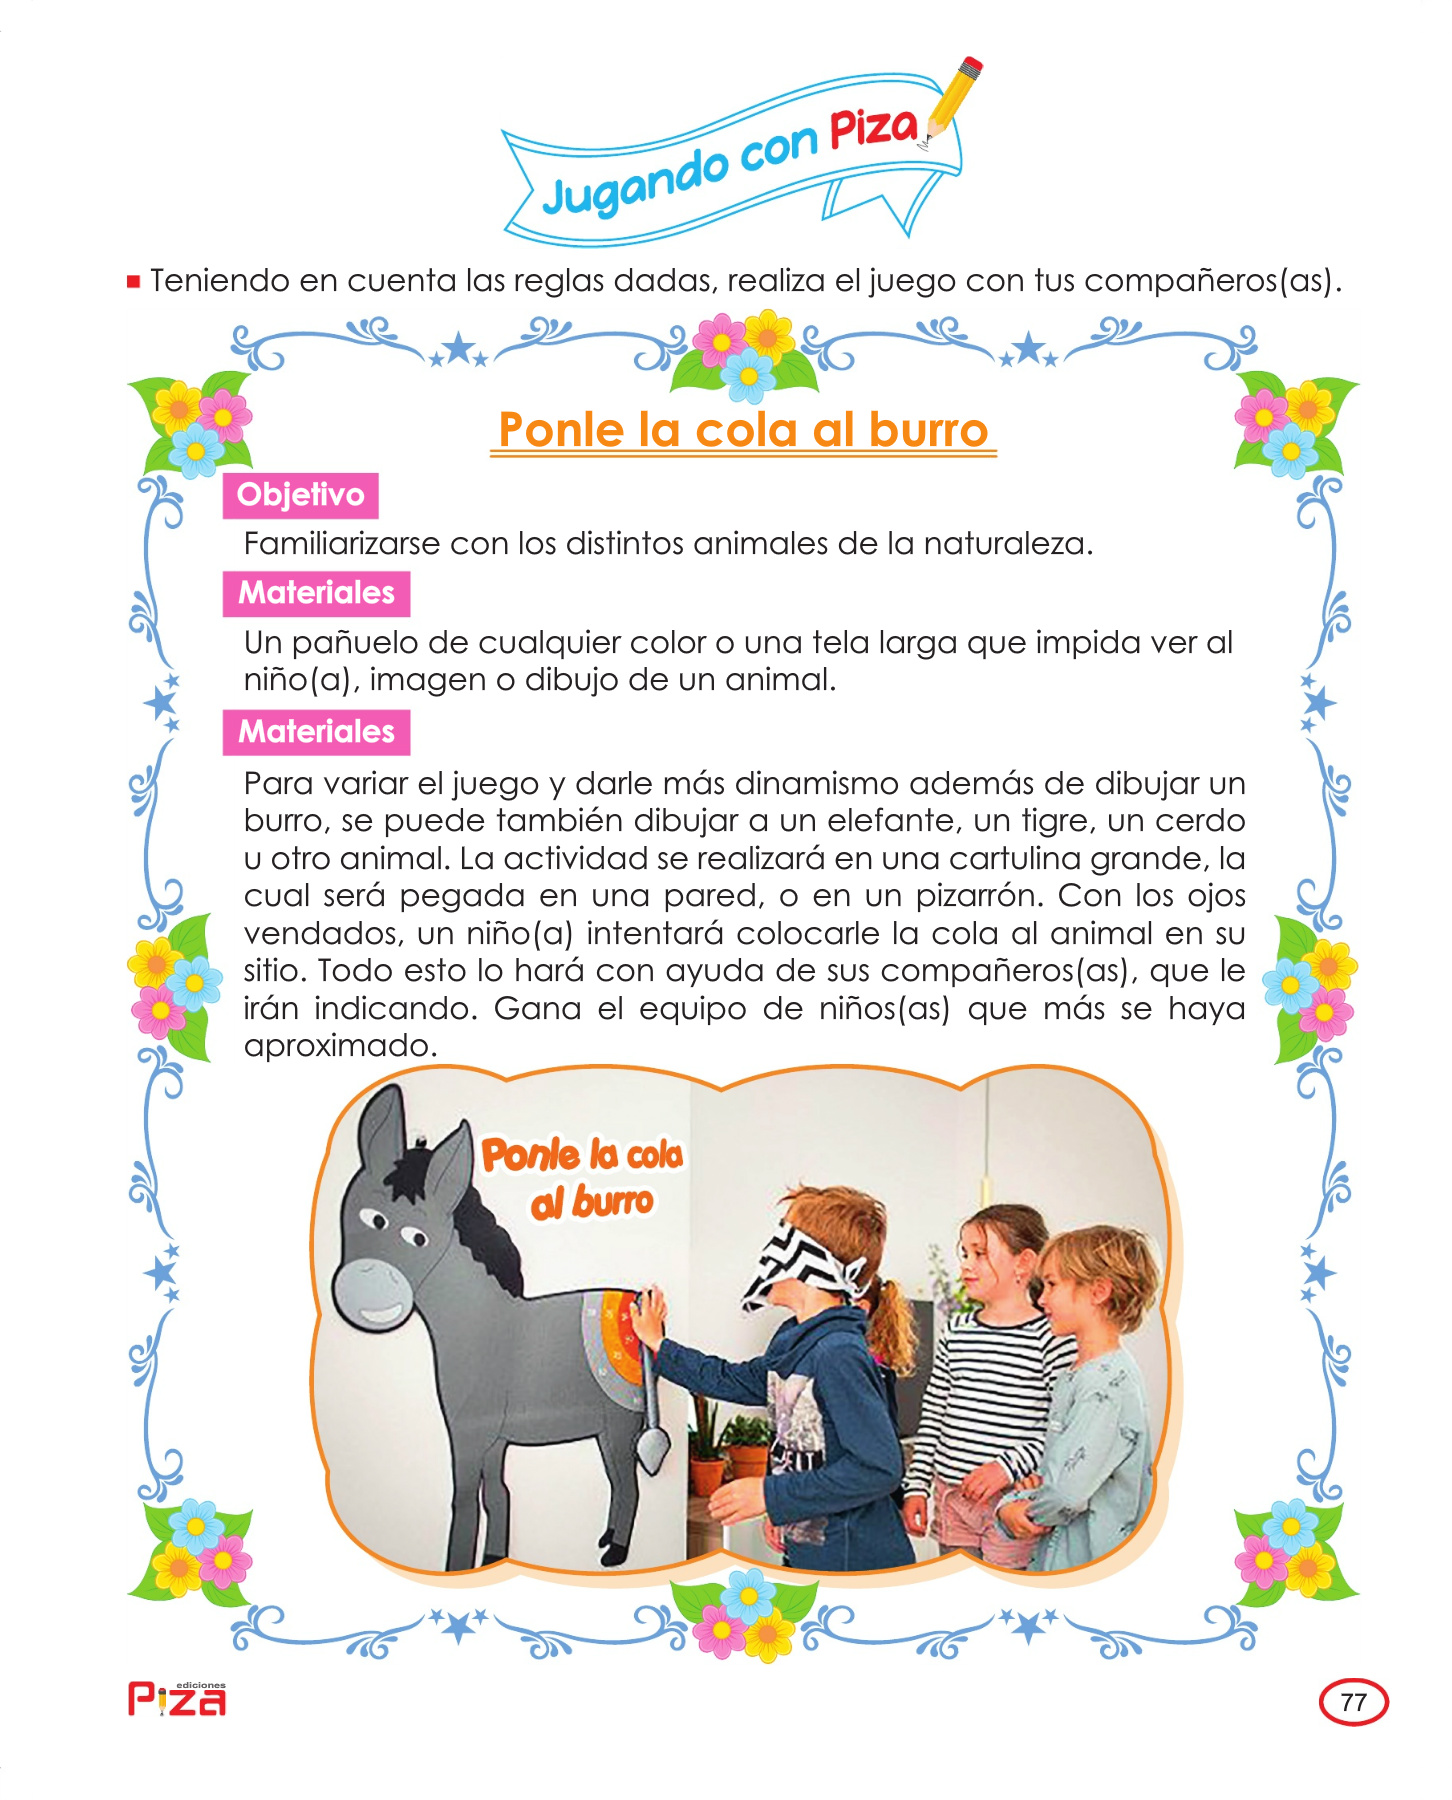 Jugando con Piza
Teniendo en cuenta las reglas dadas, realiza el juego con tus compañeros(as).
Ponle la cola al burro
Objetivo
Familiarizarse con los distintos animales de la naturaleza.
Materiales
Un pañuelo de cualquier color o una tela larga que impida ver al
niño(a), imagen o dibujo de un animal.
Materiales
Para variar el juego y darle más dinamismo además de dibujar un
burro, se puede también dibujar a un elefante, un tigre, un cerdo
u otro animal. La actividad se realizará en una cartulina grande, la
cual será pegada en una pared, o en un pizarrón. Con los ojos
vendados, un niño(a) intentará colocarle la cola al animal en su
sitio. Todo esto lo hará con ayuda de sus compañeros(as), que le
irán indicando. Gana el equipo de niños(as) que más se haya
aproximado.
Ponle la cola
al burro
ediciones
Piza
77